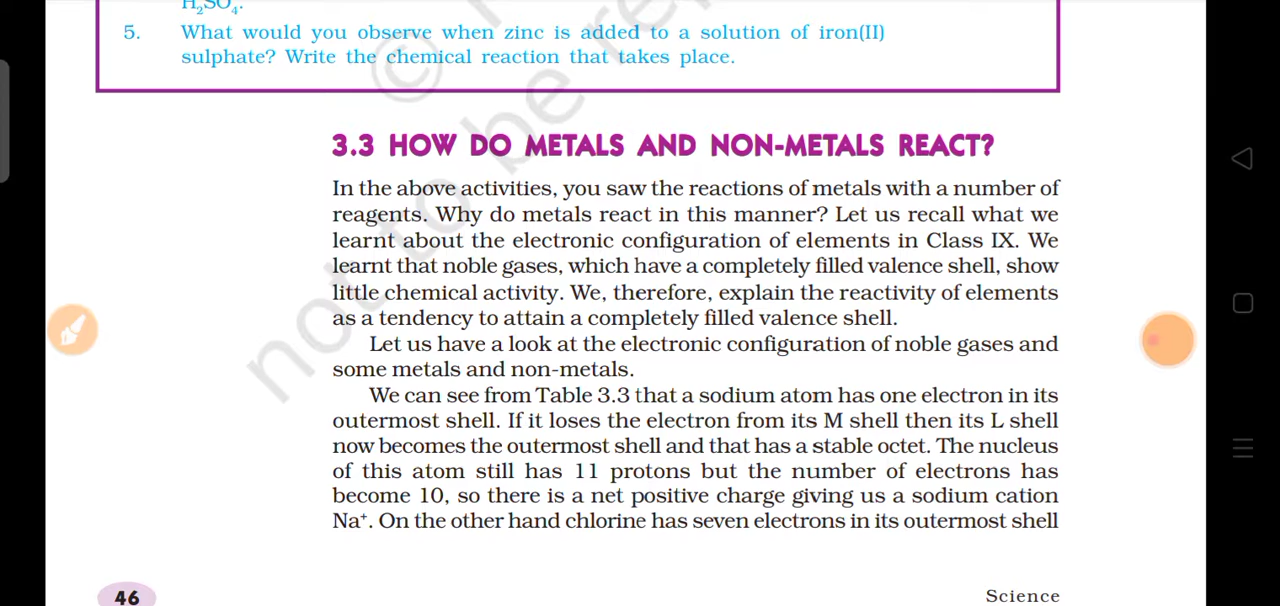 H₂SO₄.
5. What would you observe when zinc is added to a solution of iron(II)
sulphate? Write the chemical reaction that takes place.
3.3 HOW DO METALS AND NON-METALS REACT?
In the above activities, you saw the reactions of metals with a number of
reagents. Why do metals react in this manner? Let us recall what we
learnt about the electronic configuration of elements in Class IX. We
learnt that noble gases, which have a completely filled valence shell, show
little chemical activity. We, therefore, explain the reactivity of elements
as a tendency to attain a completely filled valence shell.
Let us have a look at the electronic configuration of noble gases and
some metals and non-metals.
We can see from Table 3.3 that a sodium atom has one electron in its
outermost shell. If it loses the electron from its M shell then its L shell
now becomes the outermost shell and that has a stable octet. The nucleus
of this atom still has 11 protons but the number of electrons has
become 10, so there is a net positive charge giving us a sodium cation
Na⁺. On the other hand chlorine has seven electrons in its outermost shell
46
Science
©
not to be rep